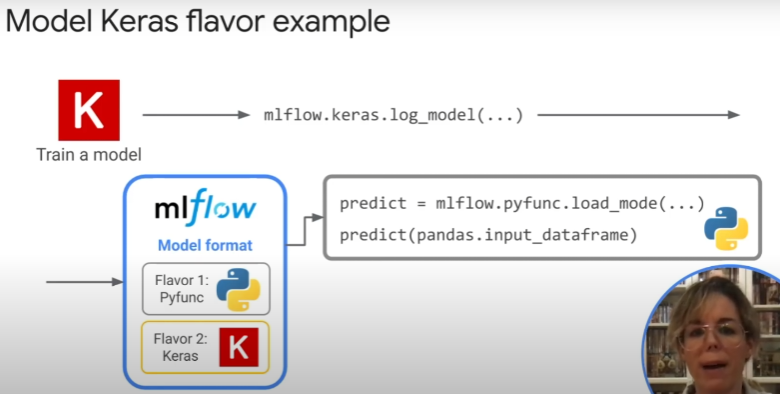 Model Keras flavor example
K
mlflow.keras.log_model(...)
Train a model
mlflow
Model format
Flavor 1:
Pyfunc
Flavor 2:
Keras
K
predict = mlflow.pyfunc.load_mode(...)
predict(pandas.input_dataframe)